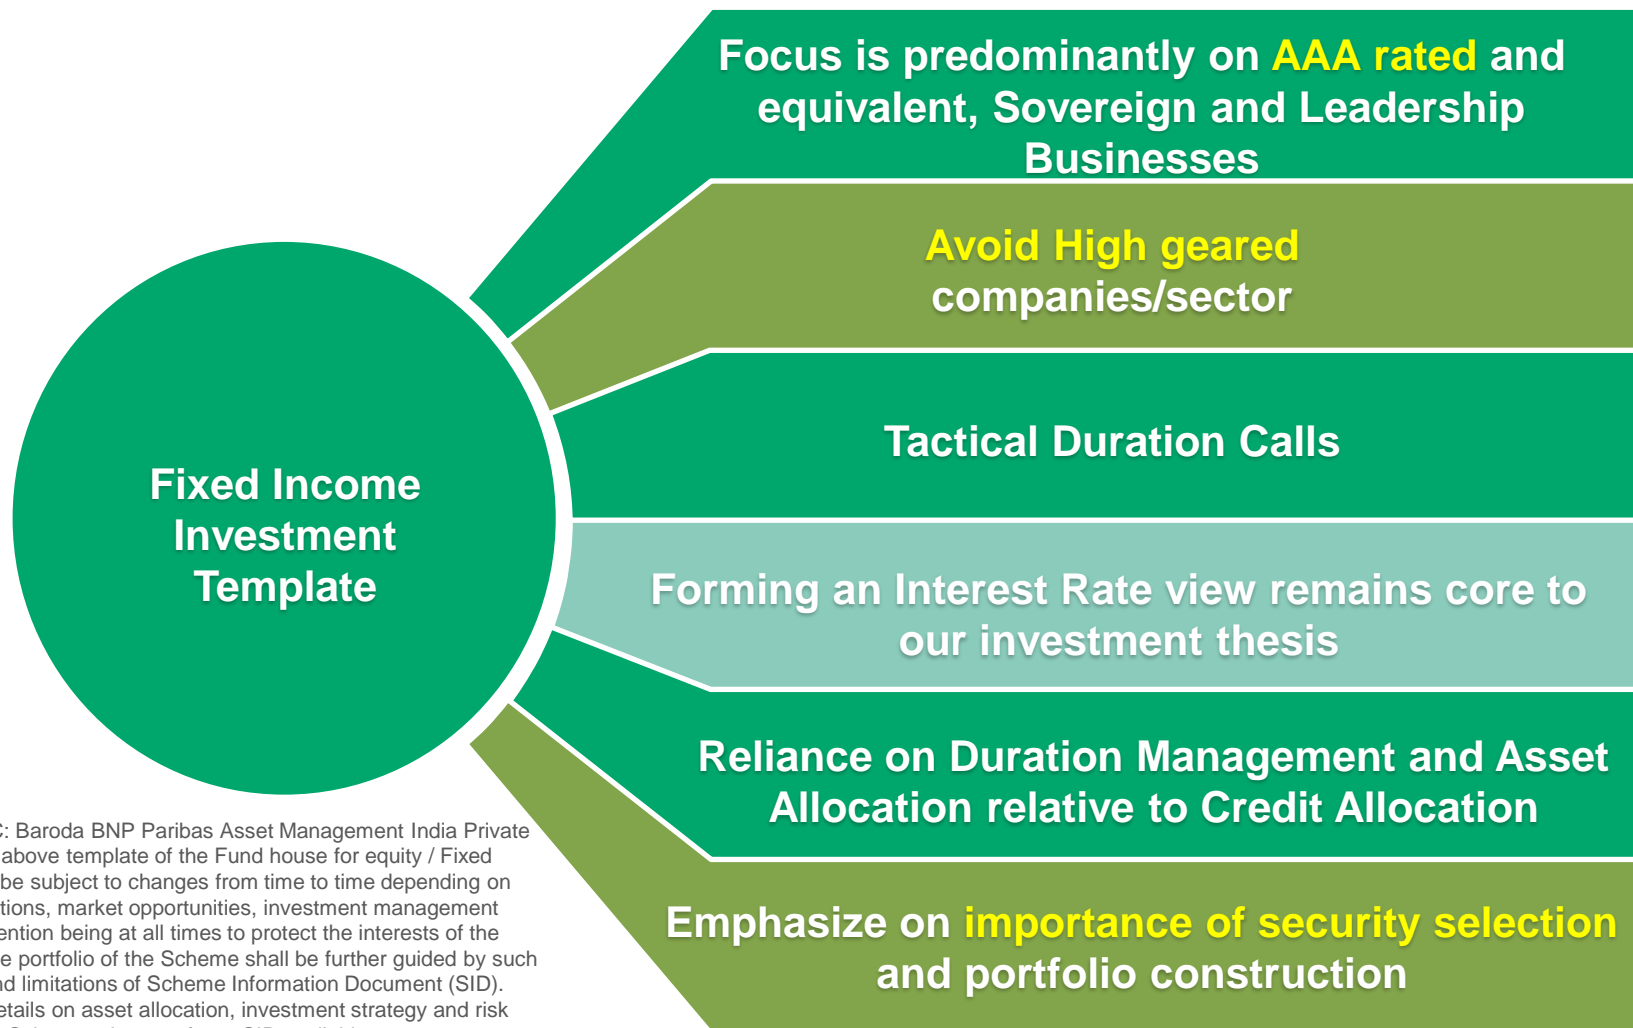 Focus is predominantly on AAA rated and
equivalent, Sovereign and Leadership
Businesses
Avoid High geared
companies/sector
Tactical Duration Calls
Fixed Income
Investment
Template
Forming an Interest Rate view remains core to
our investment thesis
Reliance on Duration Management and Asset
Allocation relative to Credit Allocation
Emphasize on importance of security selection
and portfolio construction
C: Baroda BNP Paribas Asset Management India Private
above template of the Fund house for equity / Fixed
be subject to changes from time to time depending on
tions, market opportunities, investment management
ention being at all times to protect the interests of the
e portfolio of the Scheme shall be further guided by such
nd limitations of Scheme Information Document (SID).
etails on asset allocation, investment strategy and risk